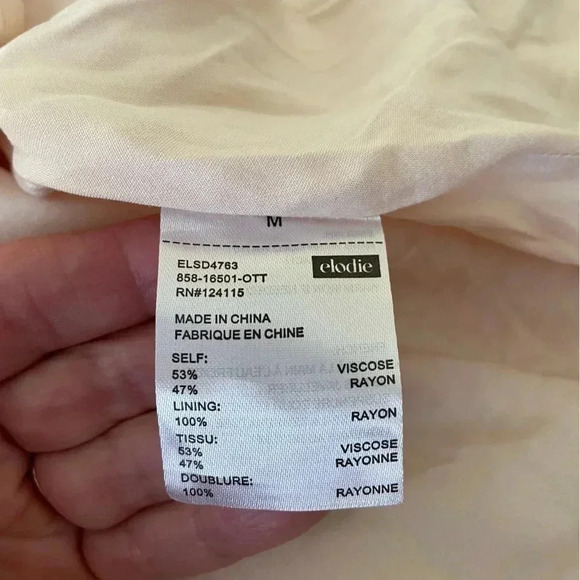 M
ELSD4763 elodie
858-16501-OTT
RN#124115
MADE IN CHINA
FABRIQUE EN CHINE
SELF:
53% VISCOSE
47% RAYON
LINING:
100% RAYON
TISSU:
53% VISCOSE
47% RAYONNE
DOUBLURE:
100% RAYONNE